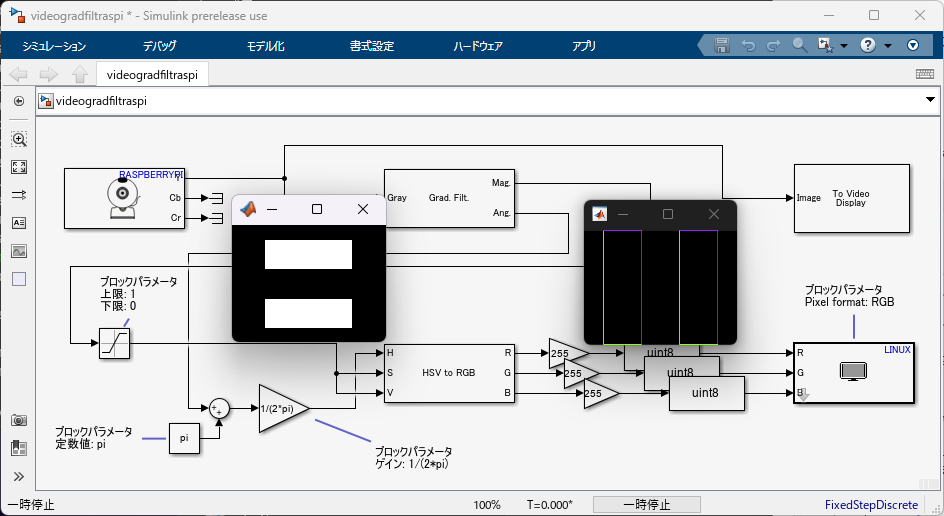 videogradfiltraspi * - Simulink prerelease use
シミュレーション
デバッグ
モデル化
書式設定
ハードウェア
アプリ
videogradfiltraspi
videogradfiltraspi
RASPBERRYPI
Y
Cb
Cr
Gray
Grad. Filt.
Mag.
Ang.
Image
To Video
Display
ブロックパラメータ
上限: 1
下限: 0
ブロックパラメータ
Pixel format: RGB
H
S
V
HSV to RGB
R
G
B
255
255
255
uint8
uint8
uint8
LINUX
R
G
B
1/(2*pi)
pi
ブロックパラメータ
定数値: pi
ブロックパラメータ
ゲイン: 1/(2*pi)
一時停止
100%
T=0.000*
一時停止
FixedStepDiscrete